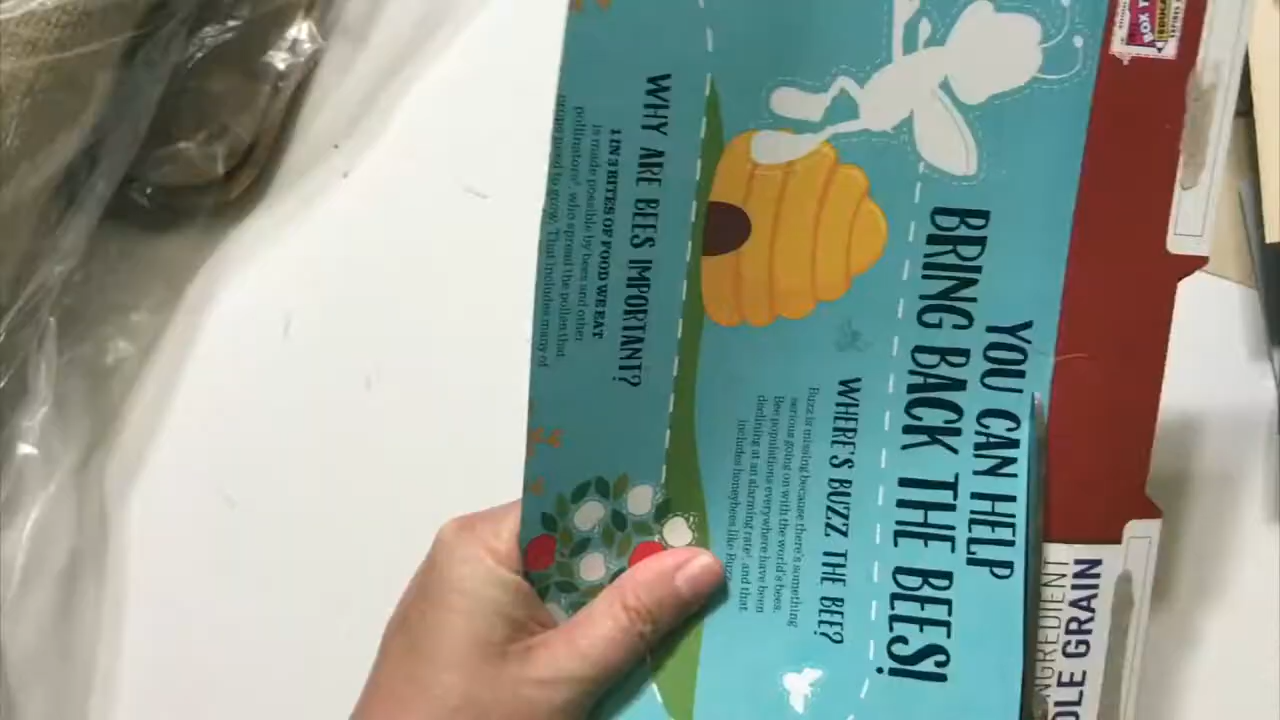 YOU CAN HELP
BRING BACK THE BEES!
WHERE'S BUZZ THE BEE?
Buzz is missing because there's something
serious going on with the world's bees.
Bee populations everywhere have been
declining at an alarming rate¹, and that
includes honeybees like Buzz.
WHY ARE BEES IMPORTANT?
1 IN 3 BITES OF FOOD WE EAT
is made possible by bees and other
pollinators², who spread the pollen that
crops need to grow. That includes many of
BOX T
NGREDIENT
OLE GRAIN